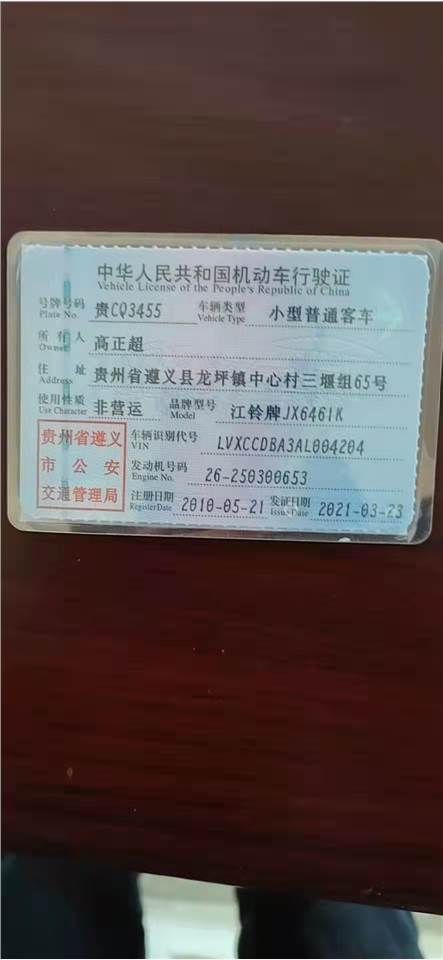 中华人民共和国机动车行驶证
Vehicle License of the People's Republic of China
号牌号码 贵CQ3455 车辆类型 小型普通客车
Plate No. Vehicle Type
所有人 高正超
Owner
住址 贵州省遵义县龙坪镇中心村三堰组65号
Address
使用性质 非营运 品牌型号 江铃牌JX6461K
Use Character Model
贵州省遵义
市公安
交通管理局
车辆识别代号 LVXCCDBA3AL004204
VIN
发动机号码 26-250300653
Engine No.
注册日期 2010-05-21 发证日期 2021-03-23
Register Date Issue Date